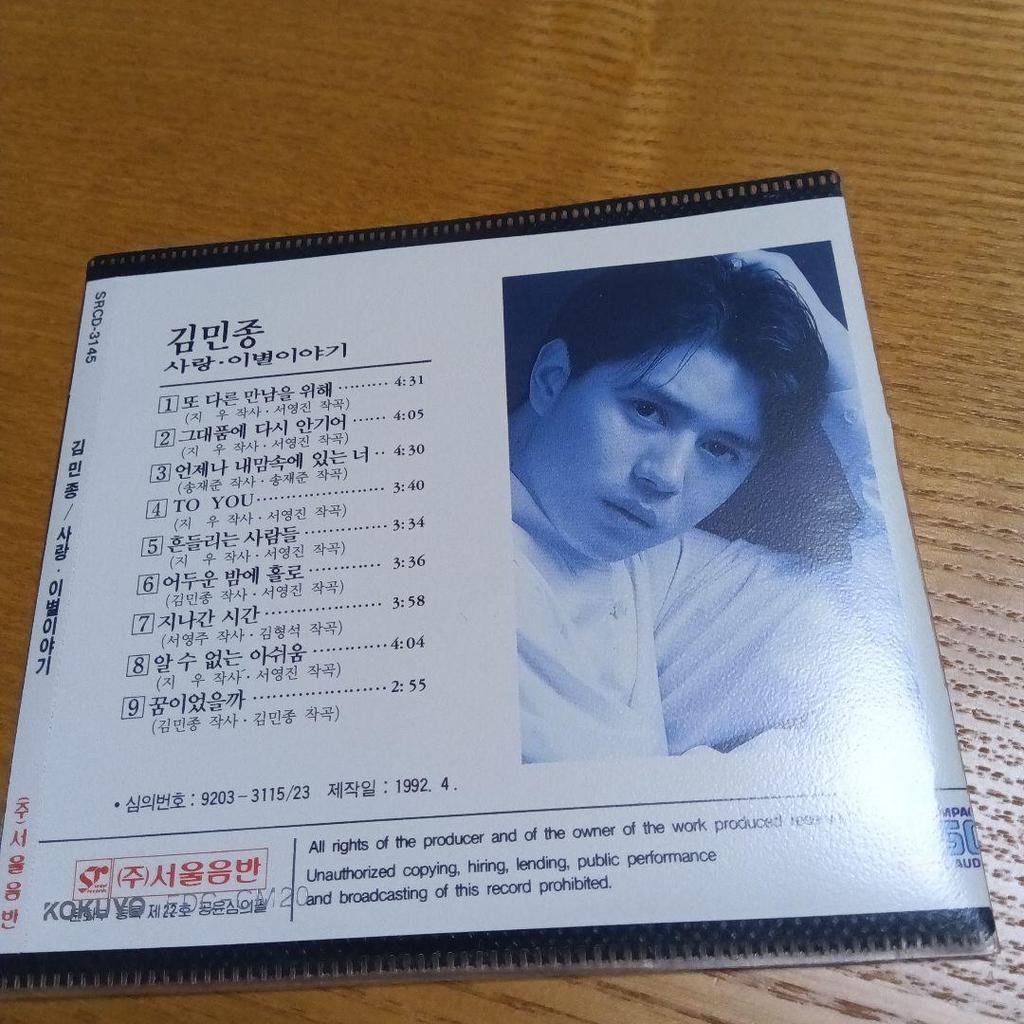 SRCD-3145
김민종 / 사랑·이별이야기
(주)서울음반
김민종
사랑·이별이야기
1 또 다른 만남을 위해 ········· 4:31
(지 우 작사·서영진 작곡)
2 그대품에 다시 안기어 ······ 4:05
(지 우 작사·서영진 작곡)
3 언제나 내맘속에 있는 너 ·· 4:30
(송재준 작사·송재준 작곡)
4 TO YOU ······················ 3:40
(지 우 작사·서영진 작곡)
5 흔들리는 사람들 ·············· 3:34
(지 우 작사·서영진 작곡)
6 어두운 밤에 홀로 ············ 3:36
(김민종 작사·서영진 작곡)
7 지나간 시간 ···················· 3:58
(서영주 작사·김형석 작곡)
8 알 수 없는 아쉬움 ············ 4:04
(지 우 작사·서영진 작곡)
9 꿈이었을까 ······················ 2:55
(김민종 작사·김민종 작곡)
• 심의번호 : 9203-3115/23 제작일 : 1992. 4.
(주)서울음반
제22호 공윤심의필
KOKUYO
All rights of the producer and of the owner of the work produced
Unauthorized copying, hiring, lending, public performance
and broadcasting of this record prohibited.